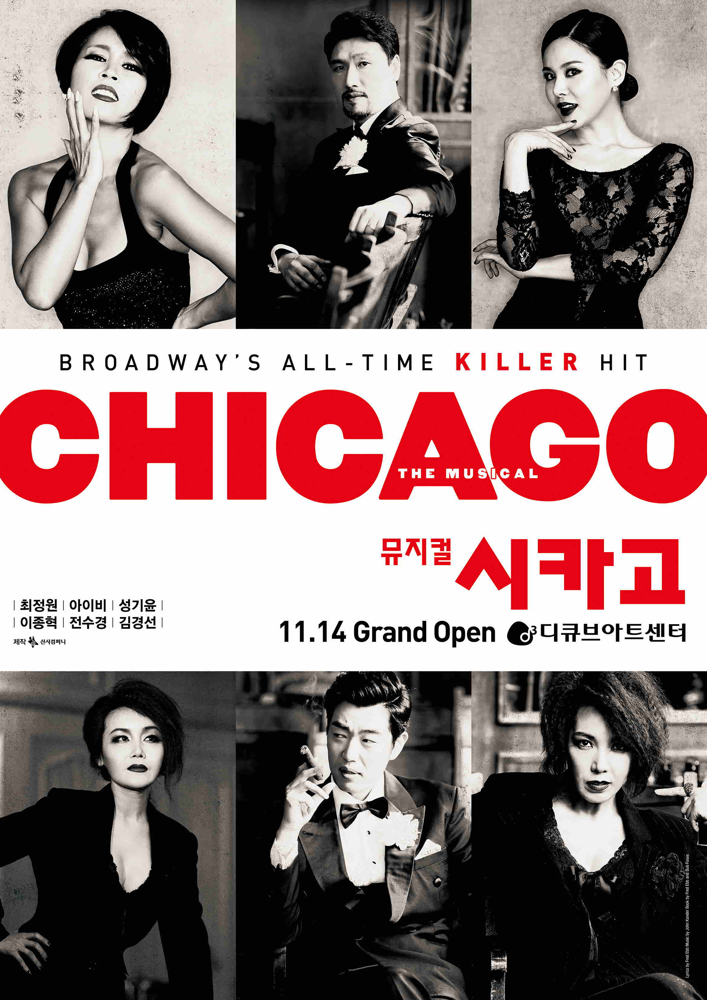 BROADWAY'S ALL-TIME KILLER HIT
CHICAGO
THE MUSICAL
뮤지컬 시카고
| 최정원 | 아이비 | 성기윤 |
| 이종혁 | 전수경 | 김경선 |
제작 신시컴퍼니
11.14 Grand Open 디큐브아트센터
Lyrics by Fred Ebb Music by John Kander Book by Fred Ebb and Bob Fosse